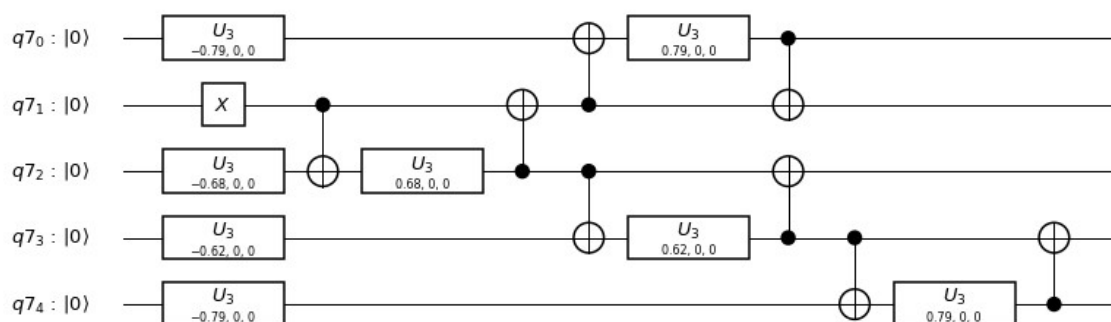 q7₀ : |0⟩ U₃ U₃
−0.79, 0, 0 0.79, 0, 0
q7₁ : |0⟩ X
q7₂ : |0⟩ U₃ U₃
−0.68, 0, 0 0.68, 0, 0
q7₃ : |0⟩ U₃ U₃
−0.62, 0, 0 0.62, 0, 0
q7₄ : |0⟩ U₃ U₃
−0.79, 0, 0 0.79, 0, 0